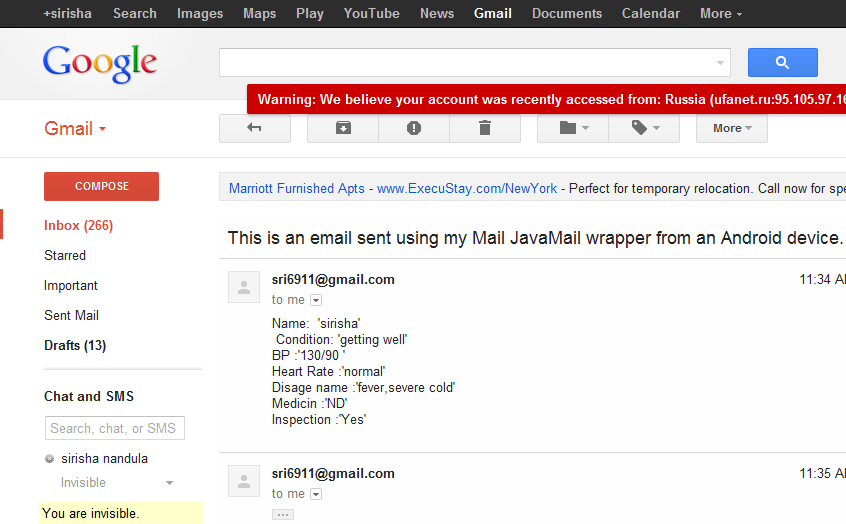 +sirisha Search Images Maps Play YouTube News Gmail Documents Calendar More
Google
Warning: We believe your account was recently accessed from: Russia (ufanet.ru:95.105.97.16
Gmail
More
COMPOSE
Marriott Furnished Apts - www.ExecuStay.com/NewYork - Perfect for temporary relocation. Call now for spe
Inbox (266)
Starred
Important
Sent Mail
Drafts (13)
Chat and SMS
Search, chat, or SMS
sirisha nandula
Invisible
You are invisible.
This is an email sent using my Mail JavaMail wrapper from an Android device.
sri6911@gmail.com 11:34 A
to me
Name: 'sirisha'
Condition: 'getting well'
BP :'130/90 '
Heart Rate :'normal'
Disage name :'fever,severe cold'
Medicin :'ND'
Inspection :'Yes'
sri6911@gmail.com 11:35 A
to me